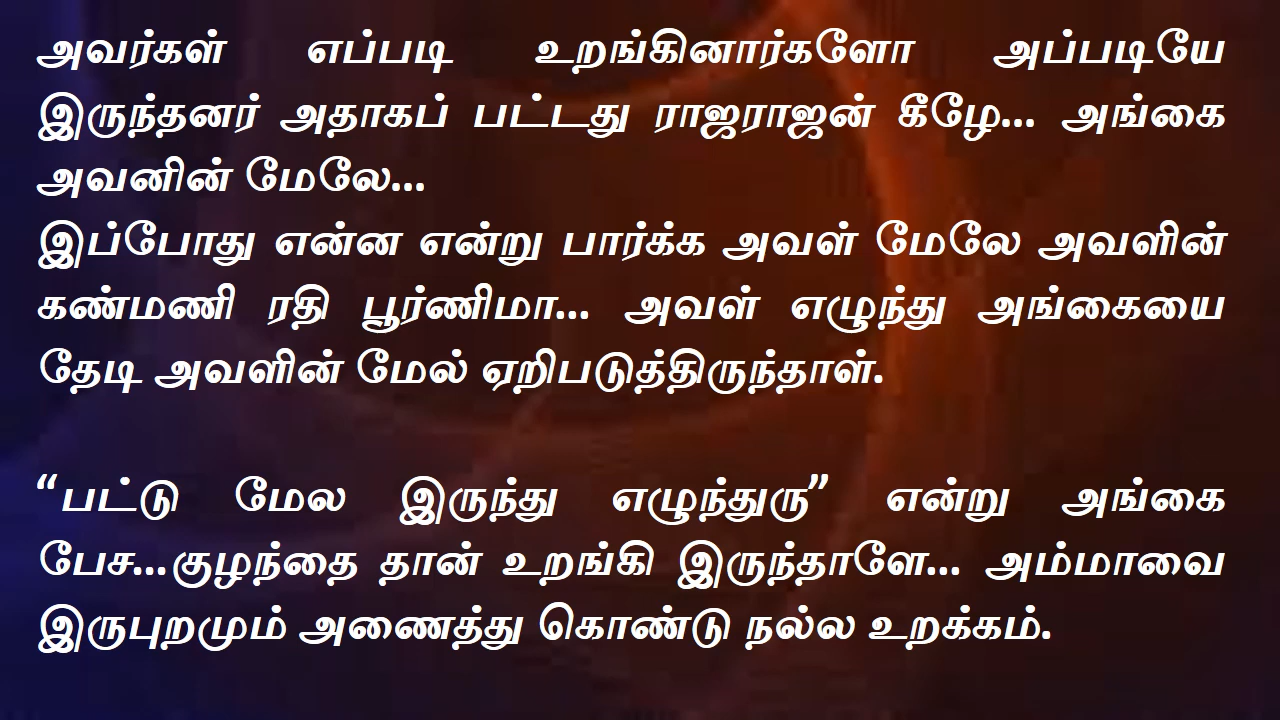 அவர்கள் எப்படி உறங்கினார்களோ அப்படியே
இருந்தனர் அதாகப் பட்டது ராஜராஜன் கீழே... அங்கை
அவனின் மேலே...
இப்போது என்ன என்று பார்க்க அவள் மேலே அவளின்
கண்மணி ரதி பூர்ணிமா... அவள் எழுந்து அங்கையை
தேடி அவளின் மேல் ஏறிபடுத்திருந்தாள்.
“பட்டு மேல இருந்து எழுந்துரு” என்று அங்கை
பேச...குழந்தை தான் உறங்கி இருந்தாளே... அம்மாவை
இருபுறமும் அணைத்து கொண்டு நல்ல உறக்கம்.